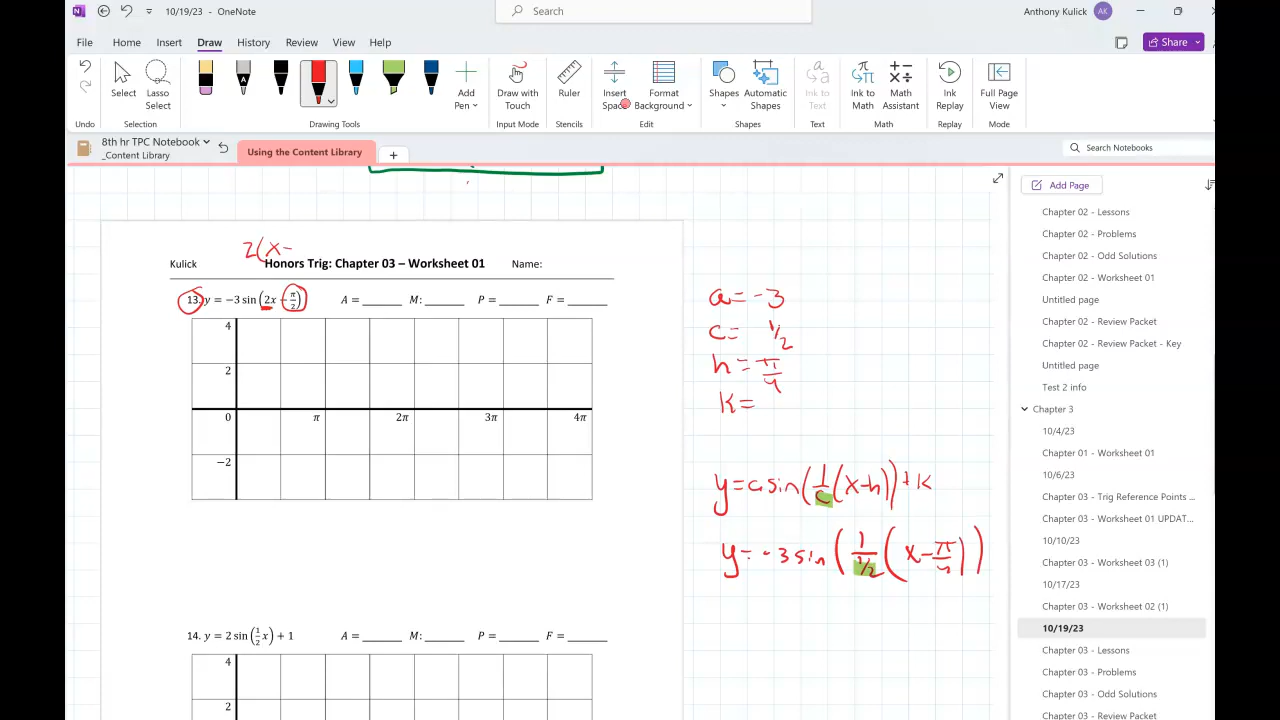 10/19/23 - OneNote
Search
Anthony Kulick AK
File Home Insert Draw History Review View Help
Share
Undo
Select
Lasso Select
Add Pen
Draw with Touch
Ruler
Insert Space
Format Background
Shapes
Automatic Shapes
Ink to Text
Ink to Math
Math Assistant
Ink Replay
Full Page View
Undo Selection Drawing Tools Input Mode Stencils Edit Shapes Text Math Replay Mode
8th hr TPC Notebook
_Content Library
Using the Content Library
Search Notebooks
Add Page
Chapter 02 - Lessons
Chapter 02 - Problems
Chapter 02 - Odd Solutions
Chapter 02 - Worksheet 01
Untitled page
Chapter 02 - Review Packet
Chapter 02 - Review Packet - Key
Untitled page
Test 2 info
Chapter 3
10/4/23
Chapter 01 - Worksheet 01
10/6/23
Chapter 03 - Trig Reference Points ...
Chapter 03 - Worksheet 01 UPDAT...
10/10/23
Chapter 03 - Worksheet 03 (1)
10/17/23
Chapter 03 - Worksheet 02 (1)
10/19/23
Chapter 03 - Lessons
Chapter 03 - Problems
Chapter 03 - Odd Solutions
Chapter 03 - Review Packet
2(x -
Kulick Honors Trig: Chapter 03 – Worksheet 01 Name:
13. y = −3 sin (2x − π/2) A = ______ M: ______ P = ______ F = ______
4
2
0 π 2π 3π 4π
−2
a = -3
c = 1/2
h = π/4
k =
y = a sin(1/c (x-h)) + k
y = -3 sin (1/(1/2) (x - π/4))
14. y = 2 sin (1/2 x) + 1 A = ______ M: ______ P = ______ F = ______
4
2